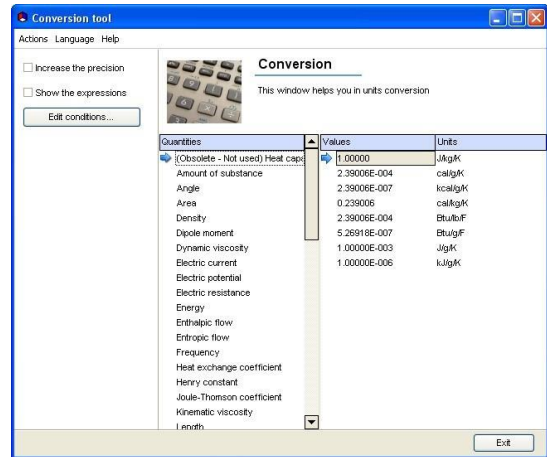 Conversion tool
Actions Language Help
Increase the precision
Show the expressions
Edit conditions...
Conversion
This window helps you in units conversion
Quantities Values Units
(Obsolete - Not used) Heat capa 1.00000 J/kg/K
Amount of substance 2.39006E-004 cal/g/K
Angle 2.39006E-007 kcal/g/K
Area 0.239006 cal/kg/K
Density 2.39006E-004 Btu/lb/F
Dipole moment 5.26918E-007 Btu/g/F
Dynamic viscosity 1.00000E-003 J/g/K
Electric current 1.00000E-006 kJ/g/K
Electric potential
Electric resistance
Energy
Enthalpic flow
Entropic flow
Frequency
Heat exchange coefficient
Henry constant
Joule-Thomson coefficient
Kinematic viscosity
Length
Exit